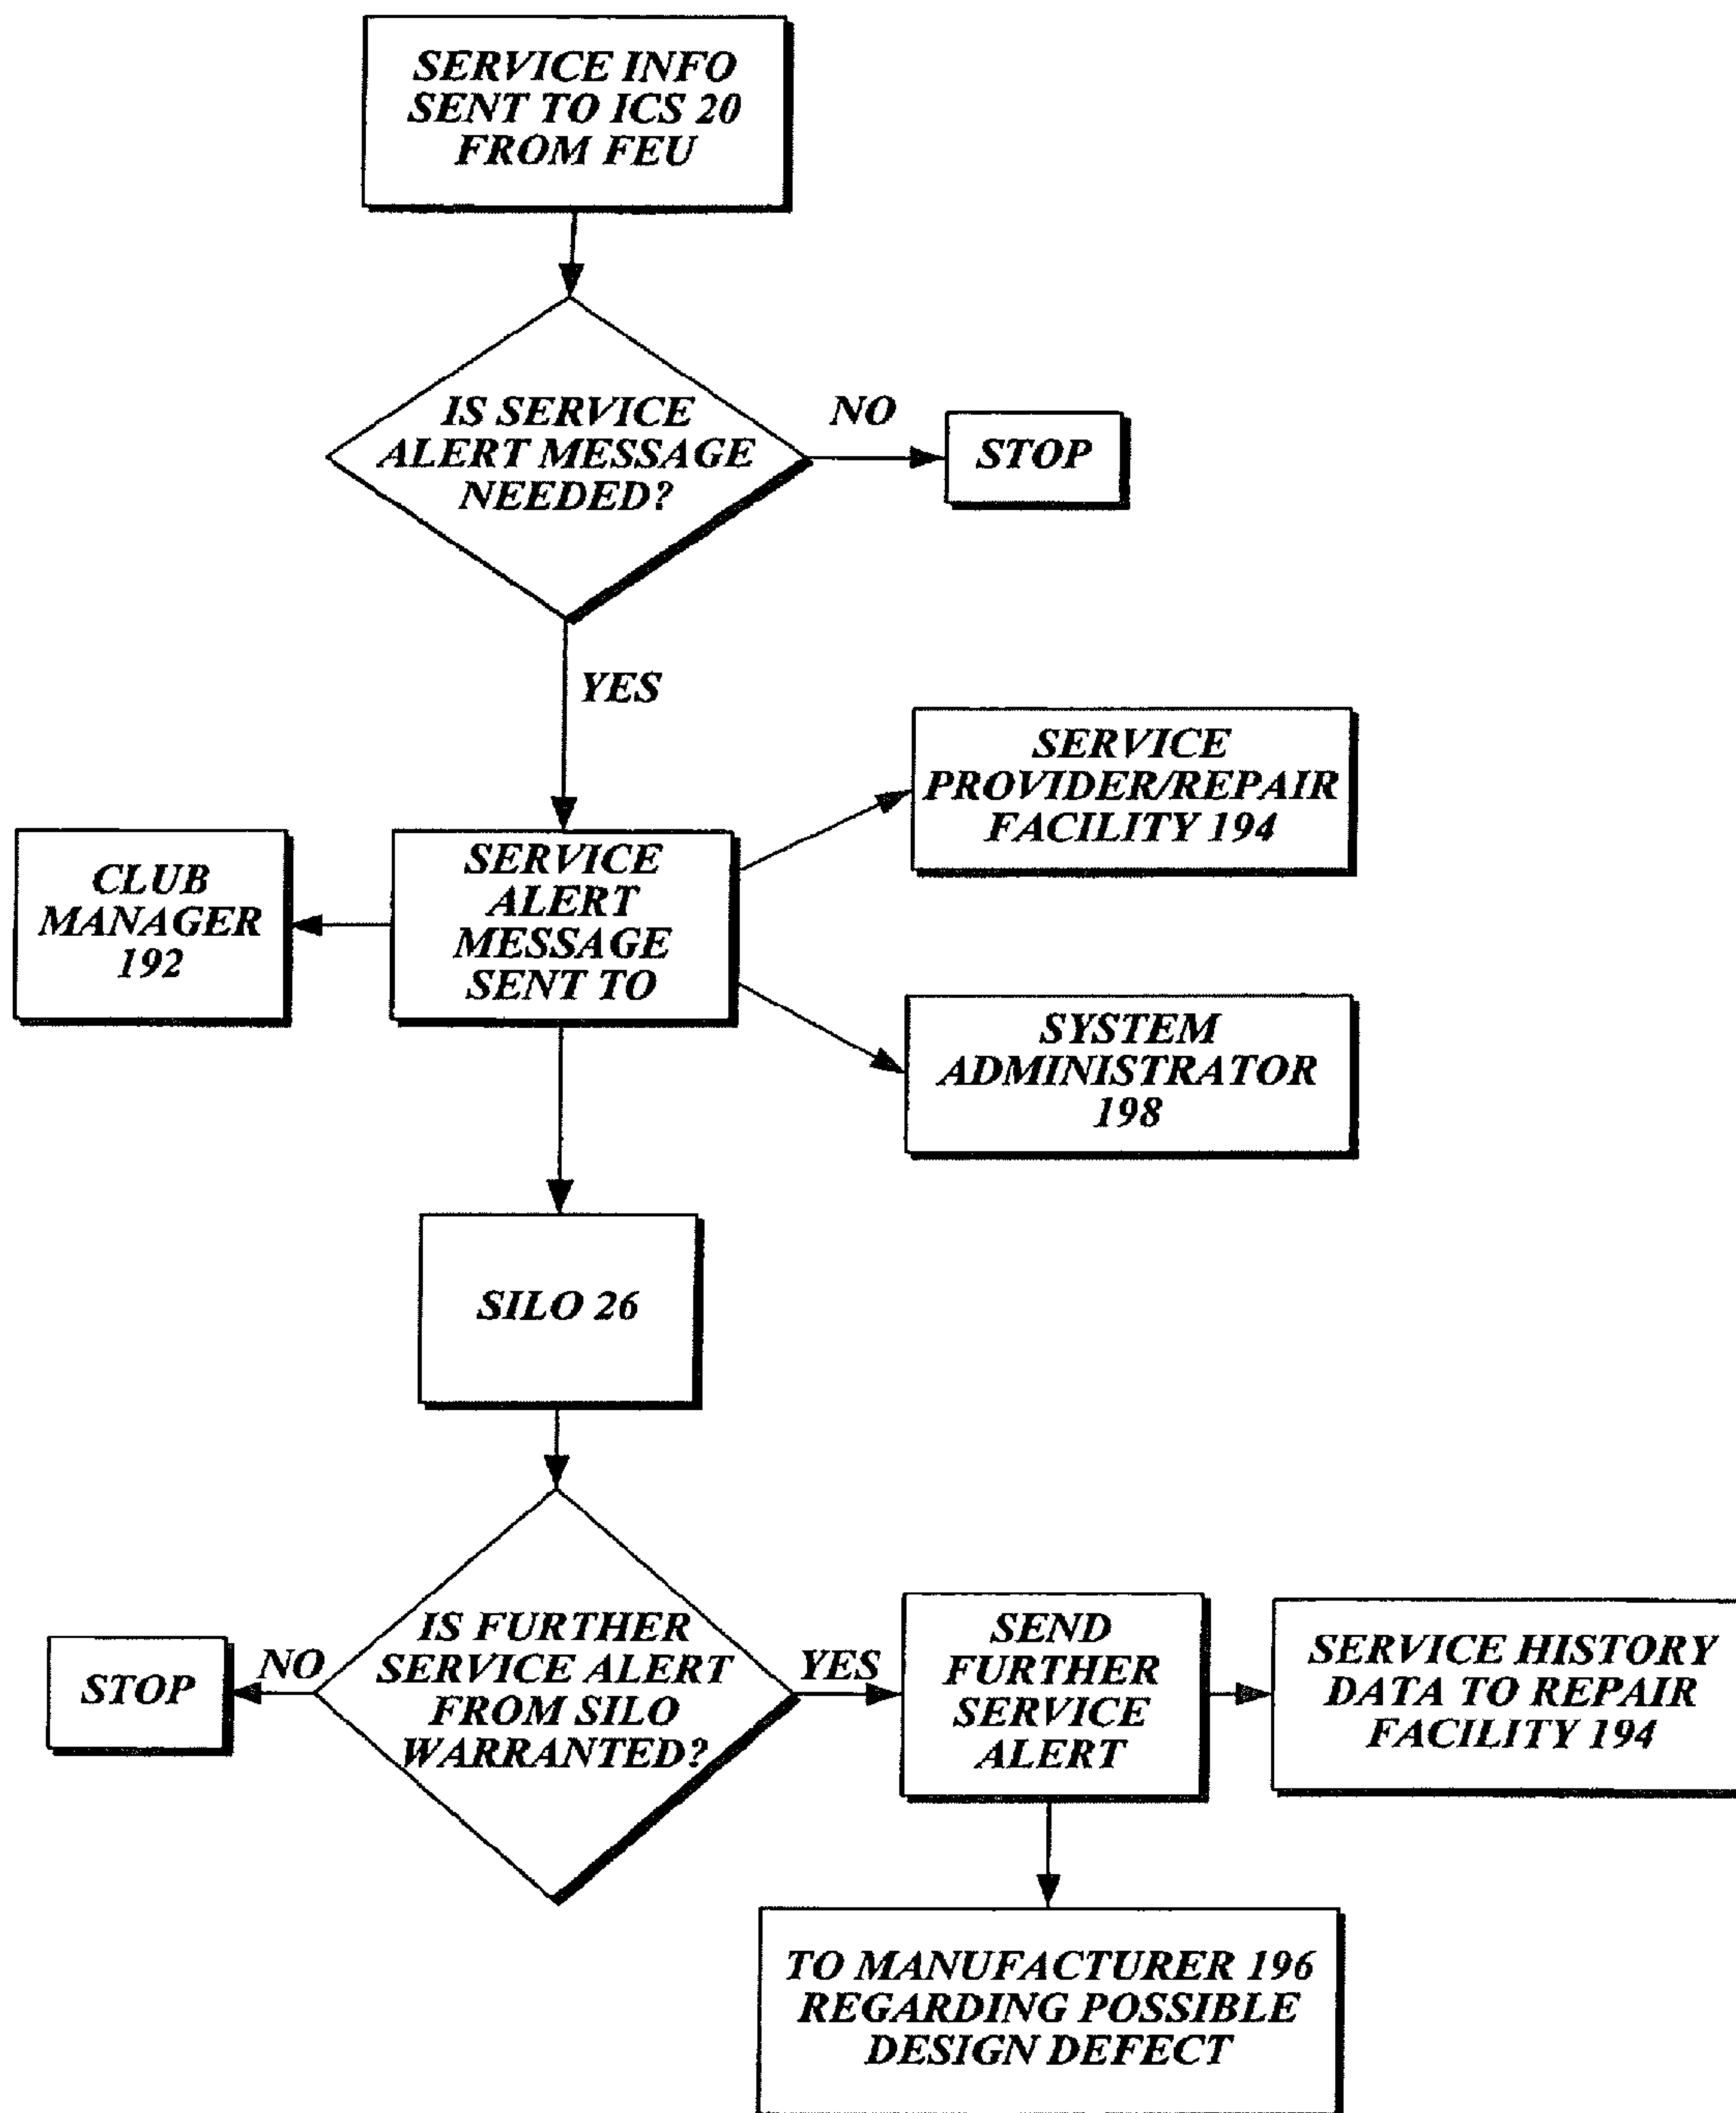 SERVICE INFO
SENT TO ICS 20
FROM FEU
IS SERVICE
ALERT MESSAGE
NEEDED?
NO
STOP
YES
SERVICE
PROVIDER/REPAIR
FACILITY 194
CLUB
MANAGER
192
SERVICE
ALERT
MESSAGE
SENT TO
SYSTEM
ADMINISTRATOR
198
SILO 26
IS FURTHER
SERVICE ALERT
FROM SILO
WARRANTED?
NO
STOP
YES
SEND
FURTHER
SERVICE
ALERT
SERVICE HISTORY
DATA TO REPAIR
FACILITY 194
TO MANUFACTURER 196
REGARDING POSSIBLE
DESIGN DEFECT